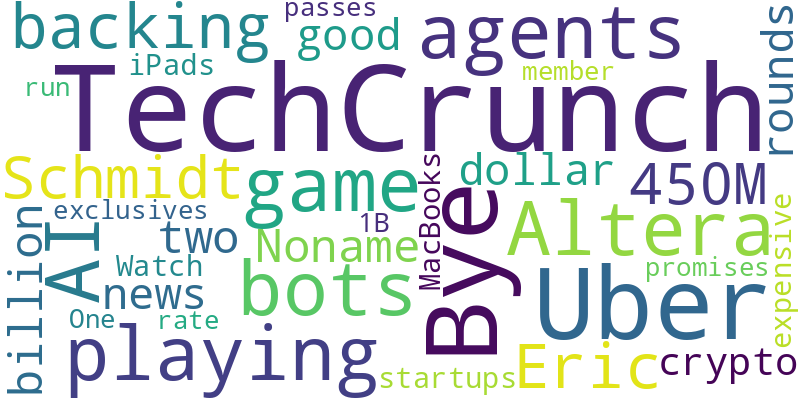 passes
backing
good
agents
rounds
iPads
member
run
TechCrunch
Schmidt
game
dollar
450M
MacBooks
exclusives
1B
Bye
Altera
expensive
billion
AI
two
Noname
Watch
bots
promises
news
Uber
One
rate
playing
startups
Eric
crypto